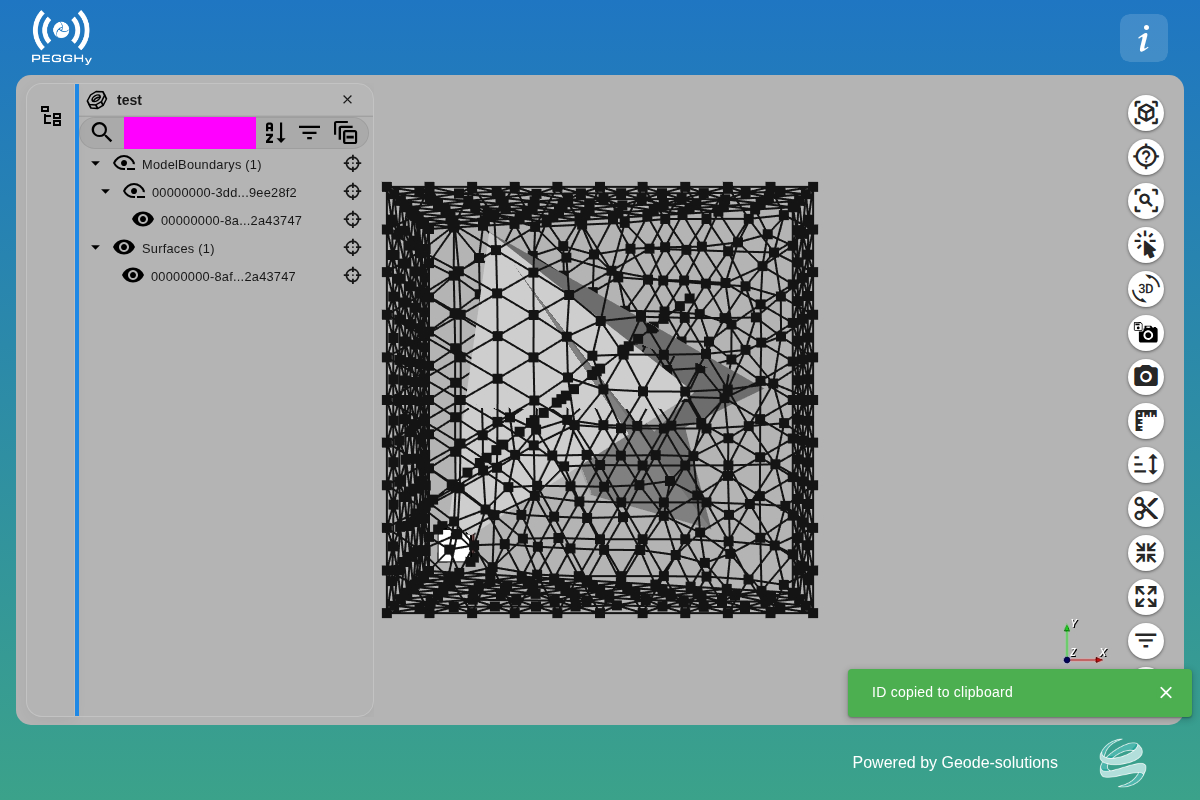 PEGGHy
i
test
ModelBoundarys (1)
00000000-3dd...9ee28f2
00000000-8a...2a43747
Surfaces (1)
00000000-8af...2a43747
A
Z
3D
Y
Z
X
ID copied to clipboard
Powered by Geode-solutions